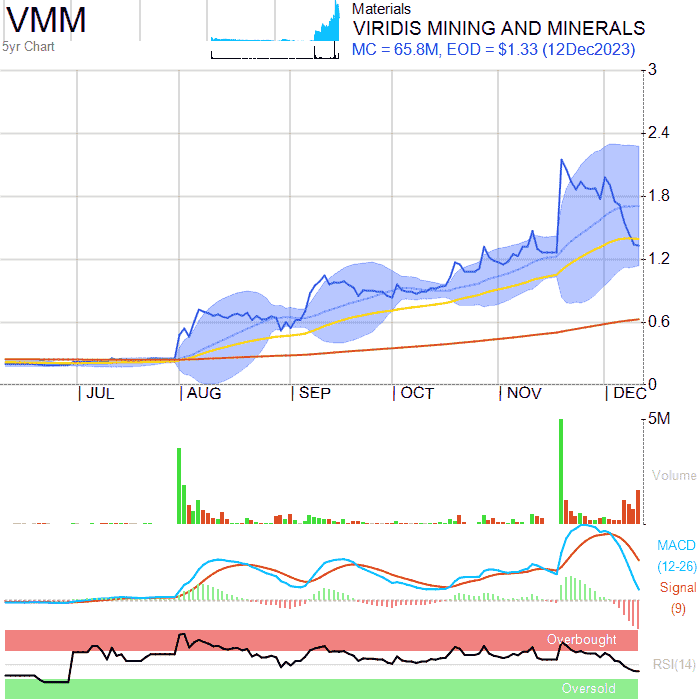 VMM
5yr Chart
Materials
VIRIDIS MINING AND MINERALS
MC = 65.8M, EOD = $1.33 (12Dec2023)
3
2.4
1.8
1.2
0.6
0
| JUL | AUG | SEP | OCT | NOV | DEC
5M
Volume
MACD
(12-26)
Signal
(9)
Overbought
RSI(14)
Oversold